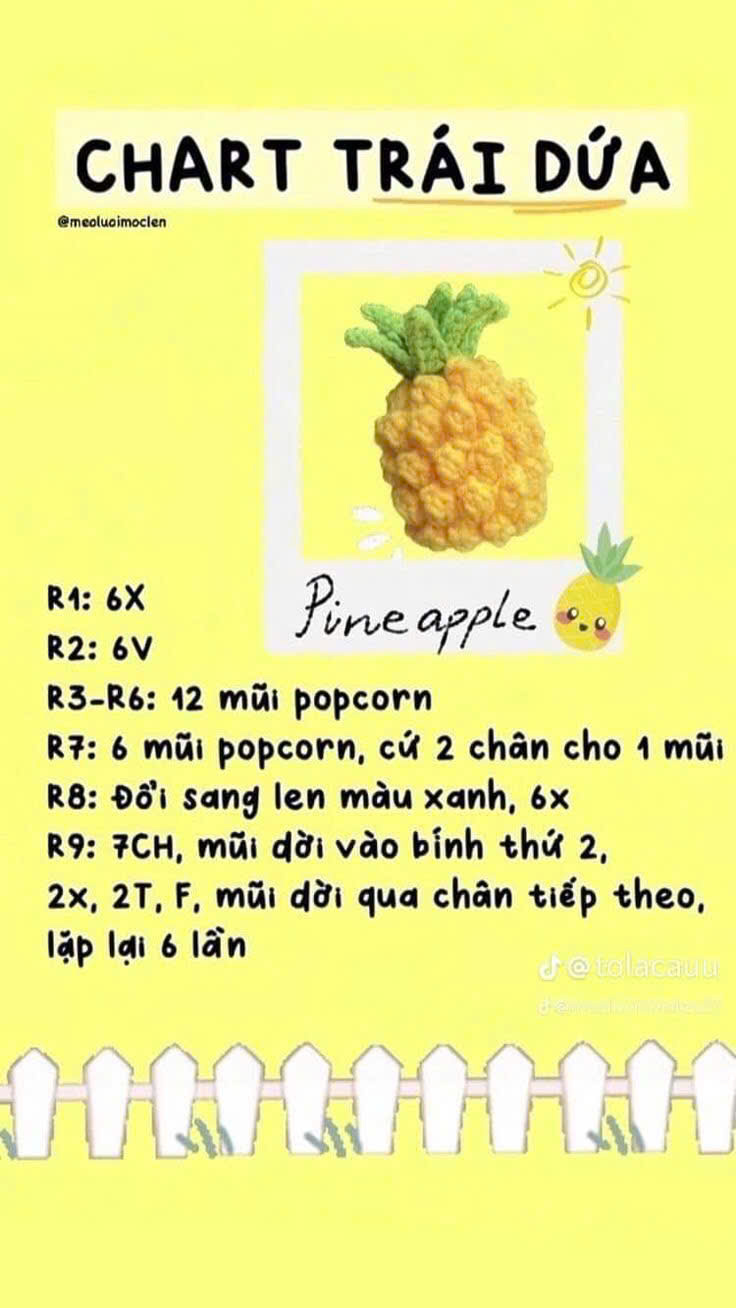 CHART TRÁI DỨA
@meoluoimoclen
Pineapple
R1: 6X
R2: 6V
R3-R6: 12 mũi popcorn
R7: 6 mũi popcorn, cứ 2 chân cho 1 mũi
R8: Đổi sang len màu xanh, 6x
R9: 7CH, mũi dời vào bính thứ 2,
2x, 2T, F, mũi dời qua chân tiếp theo,
lặp lại 6 lần
@tolacauu